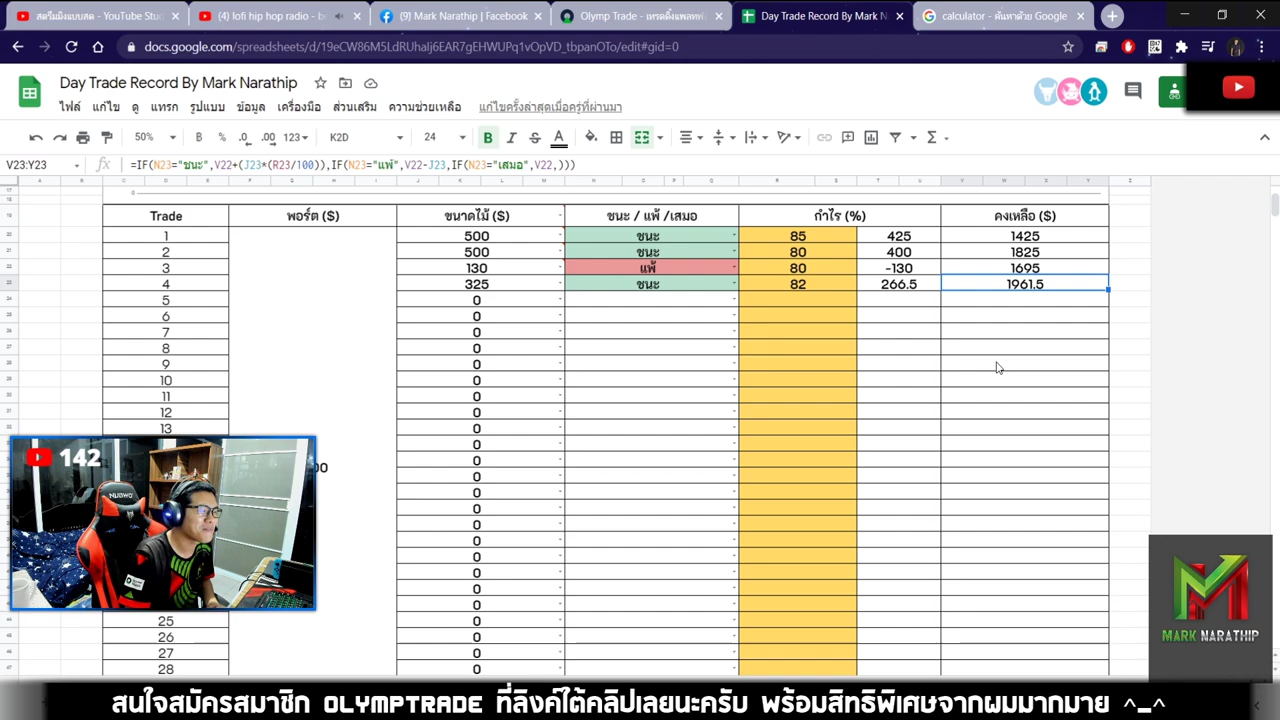 สตรีมมิงแบบสด - YouTube Stu
(4) lofi hip hop radio - b
(9) Mark Narathip | Facebook
Olymp Trade - เทรดดิ้งแพลทฟ
Day Trade Record By Mark N
calculator - ค้นหาด้วย Google
docs.google.com/spreadsheets/d/19eCW86M5LdRUhaIj6EAR7gEHWUPq1vOpVD_tbpanOTo/edit#gid=0
Day Trade Record By Mark Narathip
ไฟล์ แก้ไข ดู แทรก รูปแบบ ข้อมูล เครื่องมือ ส่วนเสริม ความช่วยเหลือ แก้ไขครั้งล่าสุดเมื่อครู่ที่ผ่านมา
50% ฿ % .0 .00 123 K2D 24 B I S A Σ
V23:Y23 fx =IF(N23="ชนะ",V22+(J23*(R23/100)),IF(N23="แพ้",V22-J23,IF(N23="เสมอ",V22,)))
Trade พอร์ต ($) ขนาดไม้ ($) ชนะ / แพ้ /เสมอ กำไร (%) คงเหลือ ($)
1 500 ชนะ 85 425 1425
2 500 ชนะ 80 400 1825
3 130 แพ้ 80 -130 1695
4 325 ชนะ 82 266.5 1961.5
5 0
6 0
7 0
8 0
9 0
10 0
11 0
12 0
13 0
0
0
0
0
0
0
0
0
0
0
0
25 0
26 0
27 0
28 0
142
NUBWO
MARK NARATHIP
สนใจสมัครสมาชิก OLYMPTRADE ที่ลิงค์ใต้คลิปเลยนะครับ พร้อมสิทธิพิเศษจากผมมากมาย ^_^